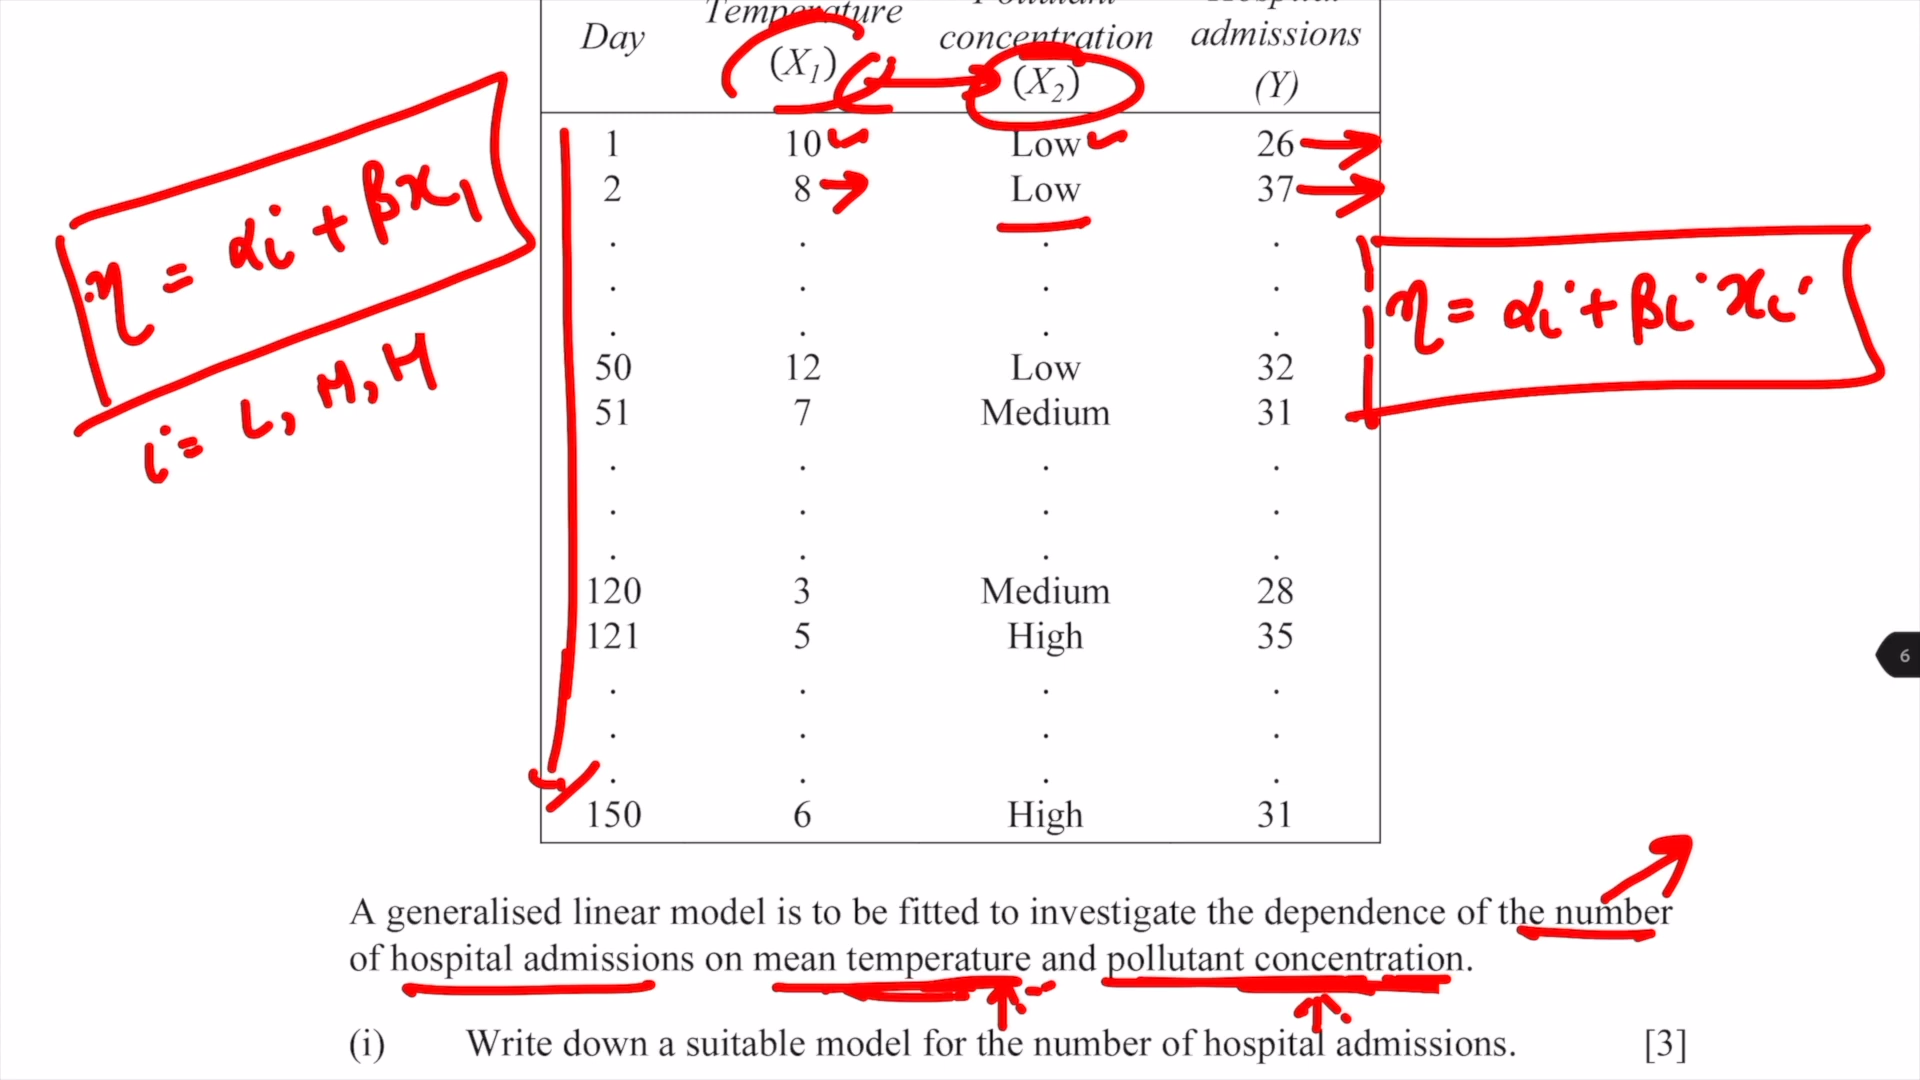 Temperature Pollutant Hospital
Day concentration admissions
(X₁) (X₂) (Y)
1 10 Low 26
2 8 Low 37
. . . .
. . . .
. . . .
50 12 Low 32
51 7 Medium 31
. . . .
. . . .
. . . .
120 3 Medium 28
121 5 High 35
. . . .
. . . .
. . . .
150 6 High 31
η = αi + βx₁
i = L, M, H
η = αi + βi xi
A generalised linear model is to be fitted to investigate the dependence of the number
of hospital admissions on mean temperature and pollutant concentration.
(i) Write down a suitable model for the number of hospital admissions. [3]
6